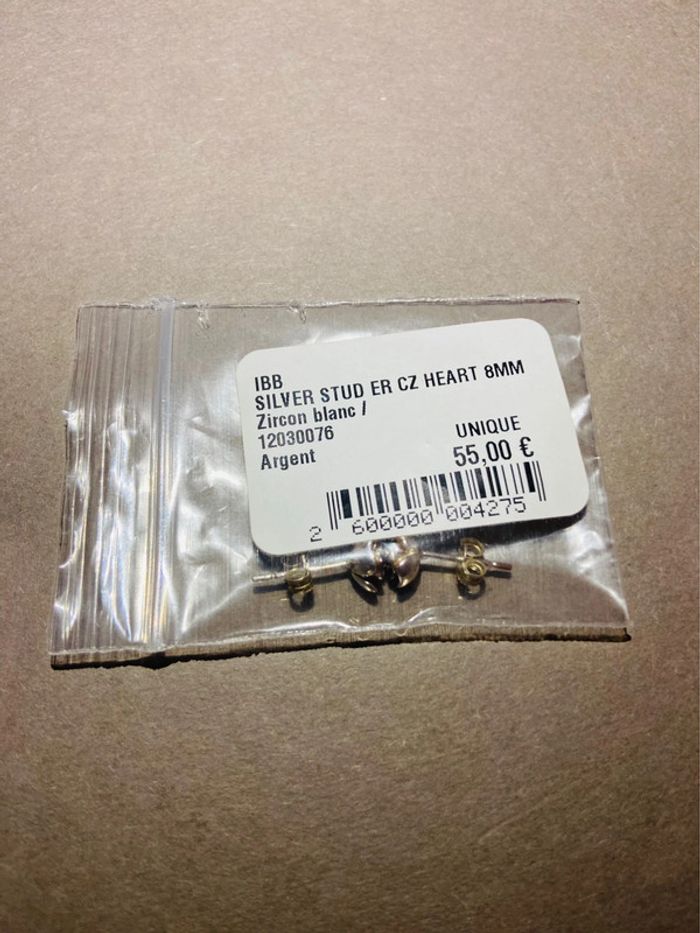 IBB
SILVER STUD ER CZ HEART 8MM
Zircon blanc /
12030076
UNIQUE
Argent
55,00 €
2 600000 004275